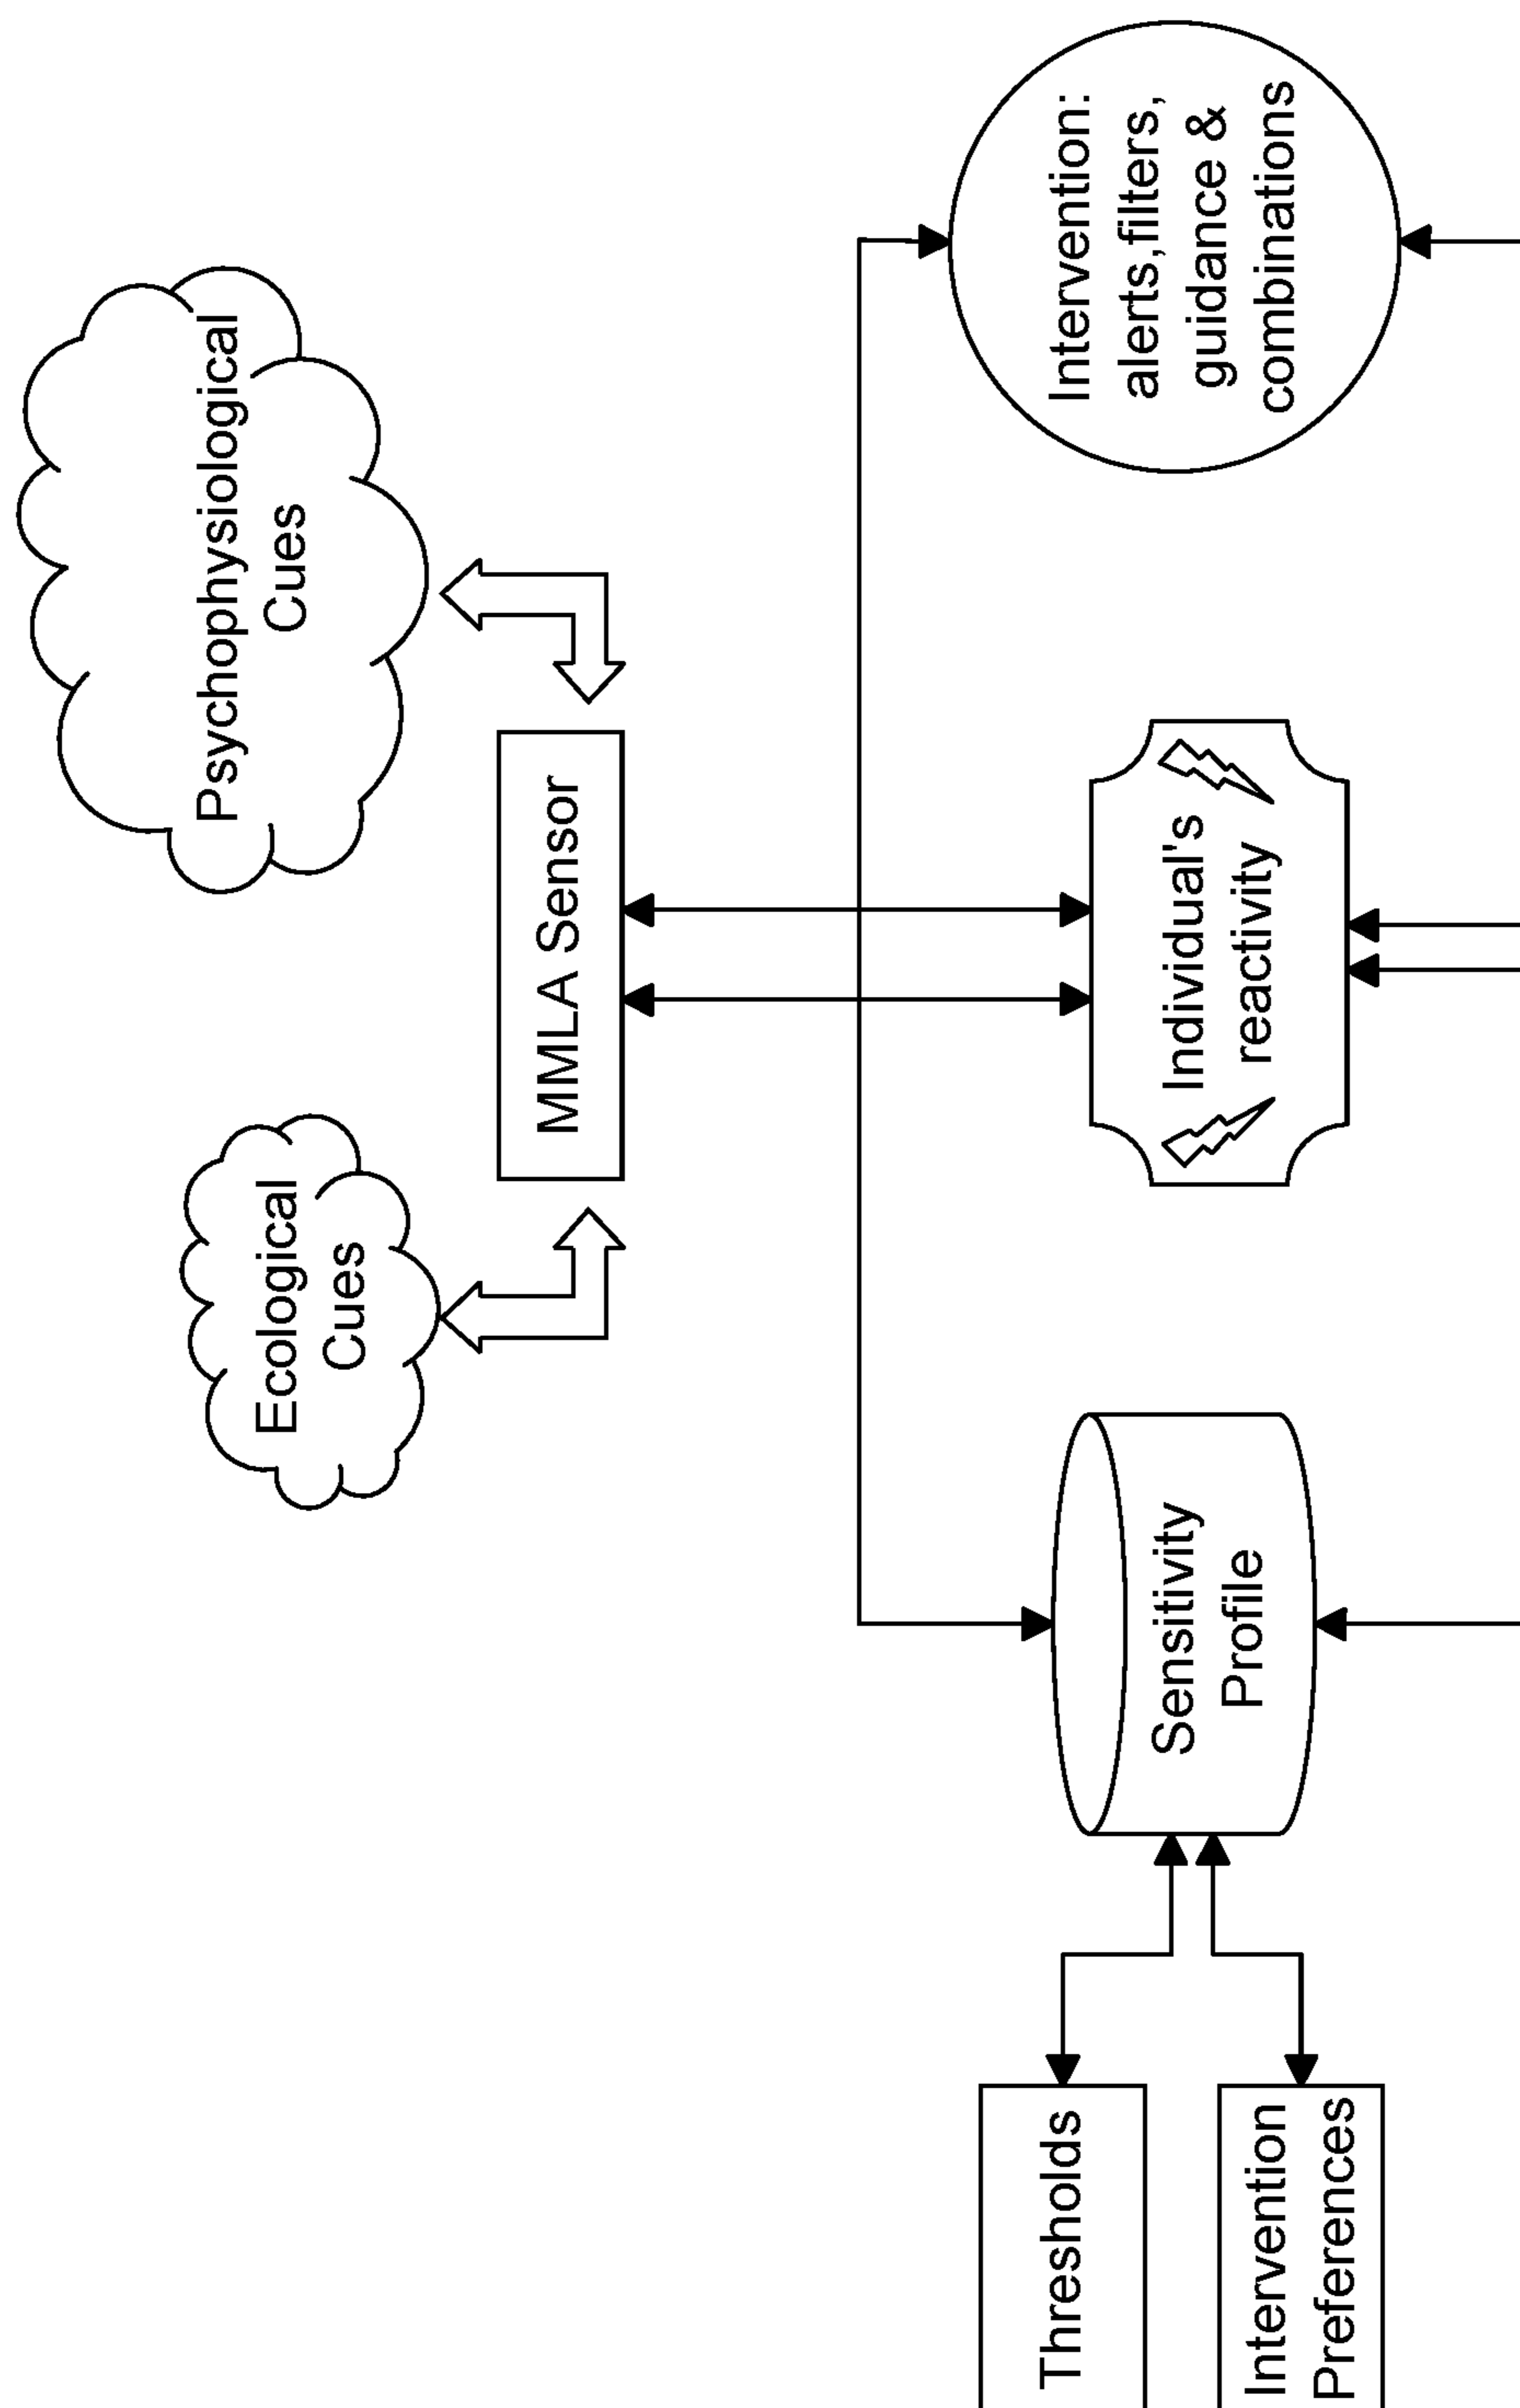 Ecological
Cues
Psychophysiological
Cues
MMLA Sensor
Thresholds
Intervention
Preferences
Sensitivity
Profile
Individual's
reactivity
Intervention:
alerts,filters,
guidance &
combinations